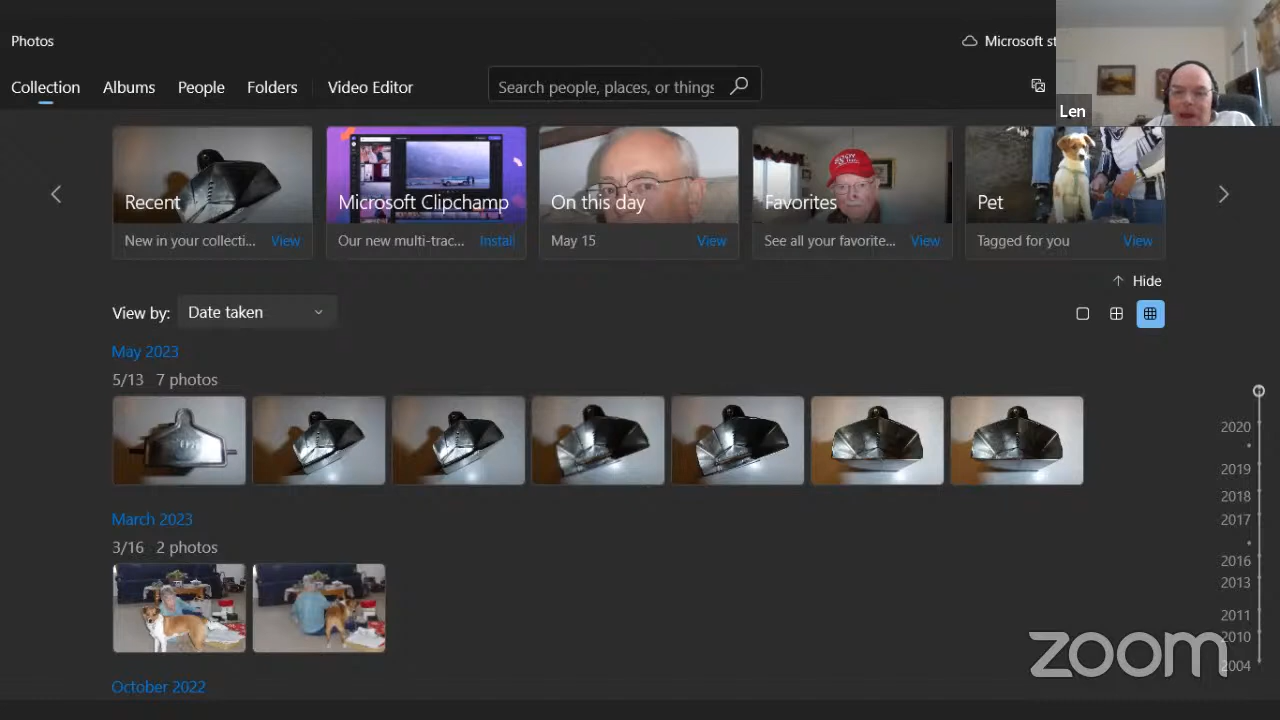 Photos
Microsoft st
Collection
Albums
People
Folders
Video Editor
Search people, places, or things
Len
Recent
New in your collecti...
View
Microsoft Clipchamp
Our new multi-trac...
Install
On this day
May 15
View
Favorites
See all your favorite...
View
Pet
Tagged for you
View
Hide
View by:
Date taken
May 2023
5/13 7 photos
March 2023
3/16 2 photos
October 2022
2020
2019
2018
2017
2016
2013
2011
2010
2004
zoom